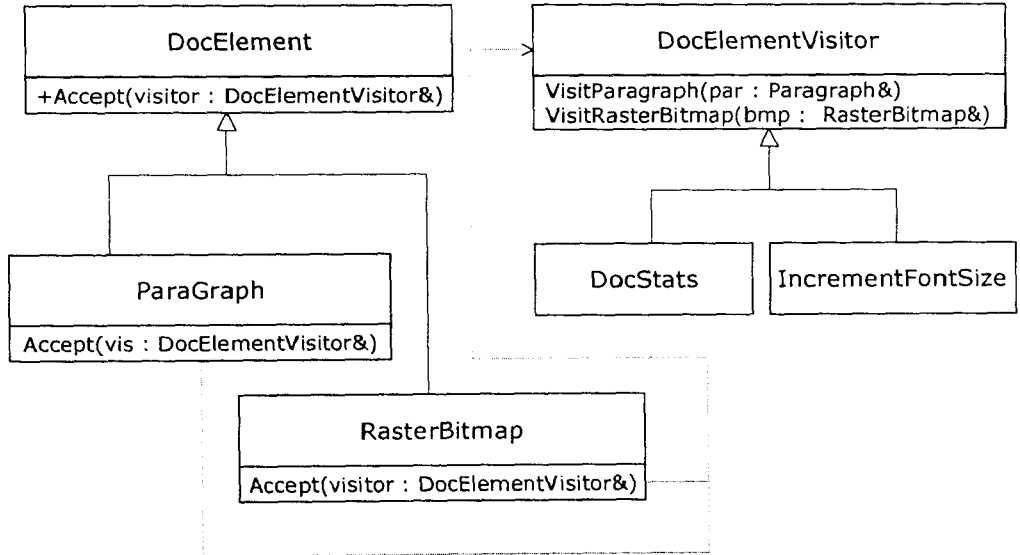 DocElement
+Accept(visitor : DocElementVisitor&)
DocElementVisitor
VisitParagraph(par : Paragraph&)
VisitRasterBitmap(bmp : RasterBitmap&)
ParaGraph
Accept(vis : DocElementVisitor&)
DocStats
IncrementFontSize
RasterBitmap
Accept(visitor : DocElementVisitor&)